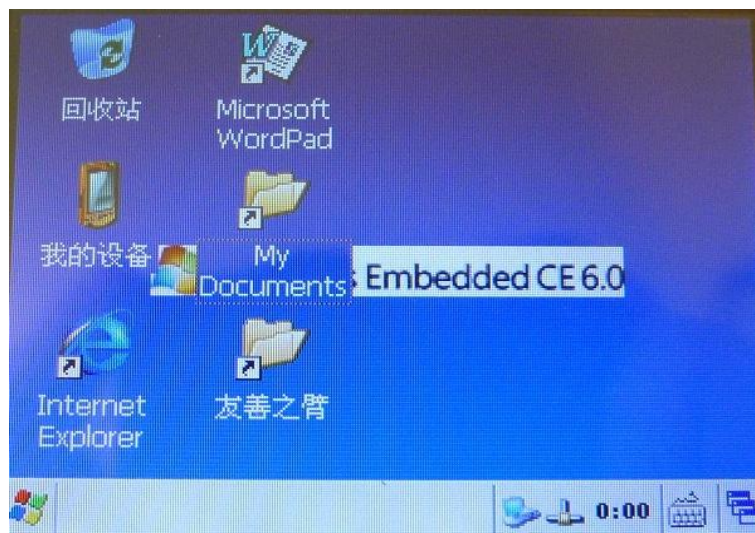 回收站
Microsoft
WordPad
我的设备
My
Documents
s Embedded CE 6.0
Internet
Explorer
友善之臂
0:00